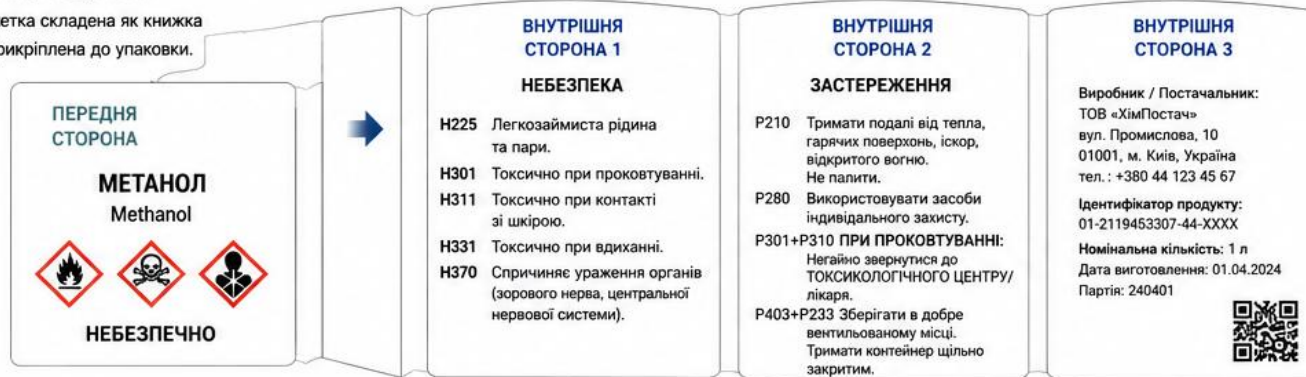 складена як книжка
до упаковки.
ПЕРЕДНЯ
СТОРОНА
МЕТАНОЛ
Methanol
НЕБЕЗПЕЧНО
ВНУТРІШНЯ
СТОРОНА 1
НЕБЕЗПЕКА
H225 Легкозаймиста рідина
та пари.
H301 Токсично при проковтуванні.
H311 Токсично при контакті
зі шкірою.
H331 Токсично при вдиханні.
H370 Спричиняє ураження органів
(зорового нерва, центральної
нервової системи).
ВНУТРІШНЯ
СТОРОНА 2
ЗАСТЕРЕЖЕННЯ
P210 Тримати подалі від тепла,
гарячих поверхонь, іскор,
відкритого вогню.
Не палити.
P280 Використовувати засоби
індивідального захисту.
P301+P310 ПРИ ПРОКОВТУВАННІ:
Негайно звернутися до
ТОКСИКОЛОГІЧНОГО ЦЕНТРУ/
лікаря.
P403+P233 Зберігати в добре
вентильованому місці.
Тримати контейнер щільно
закритим.
ВНУТРІШНЯ
СТОРОНА 3
Виробник / Постачальник:
ТОВ «ХімПостач»
вул. Промислова, 10
01001, м. Київ, Україна
тел. : +380 44 123 45 67
Ідентифікатор продукту:
01-2119453307-44-XXXX
Номінальна кількість: 1 л
Дата виготовлення: 01.04.2024
Партія: 240401